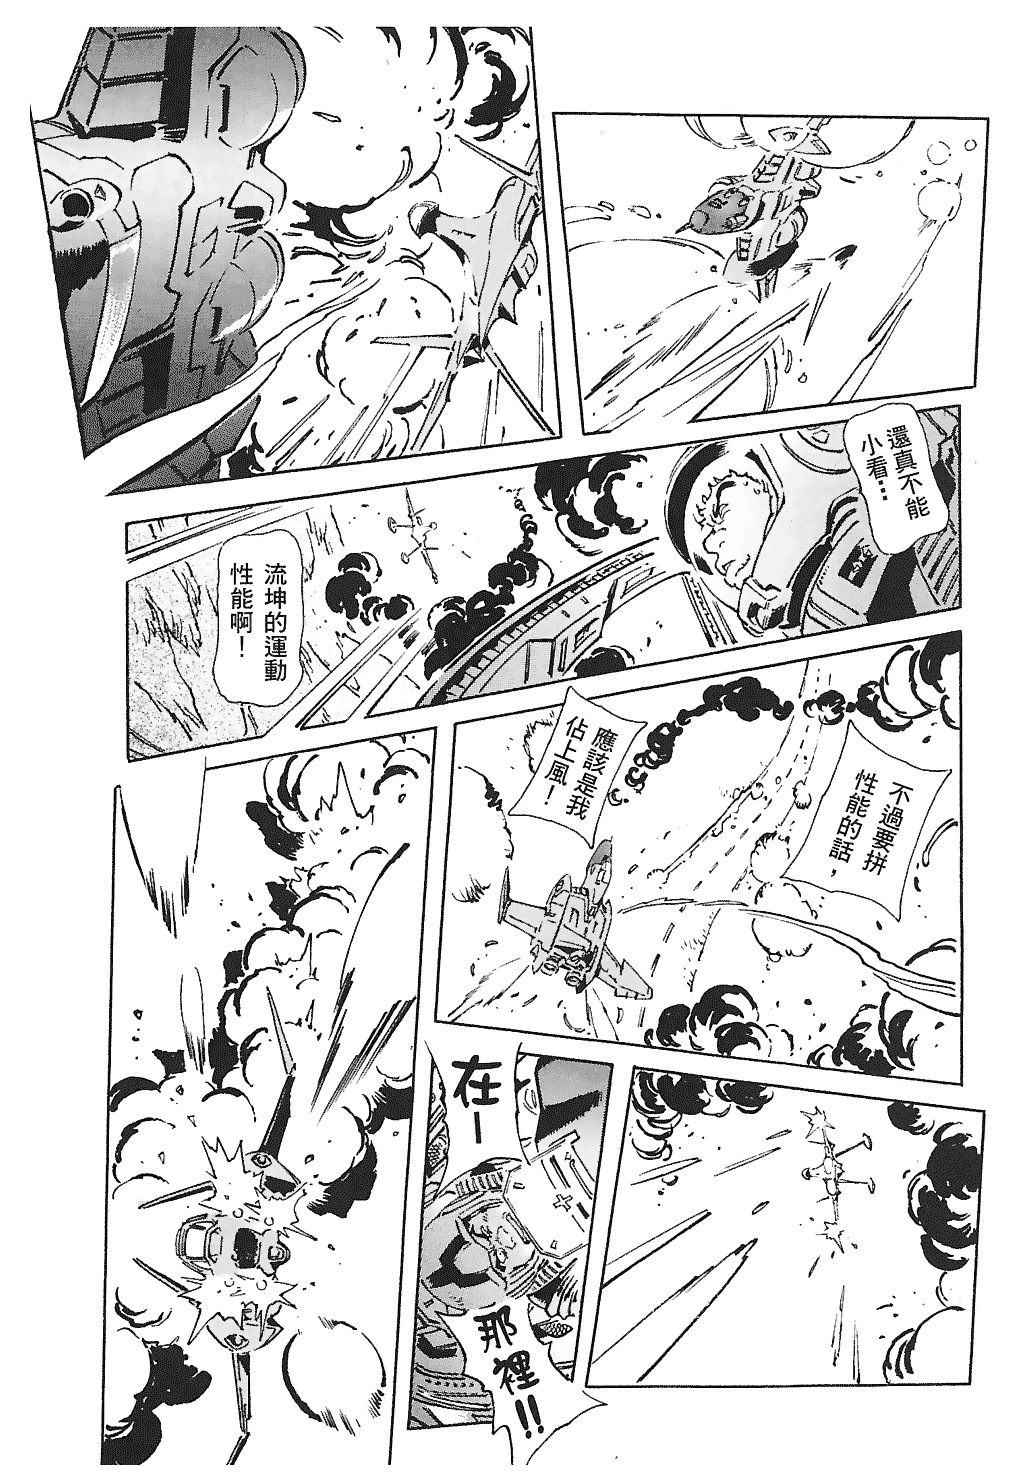 還真不能
小看…
流坤的運動
性能啊！
不過要拼
性能的話，
應該是我
佔上風！
在—
那裡!!